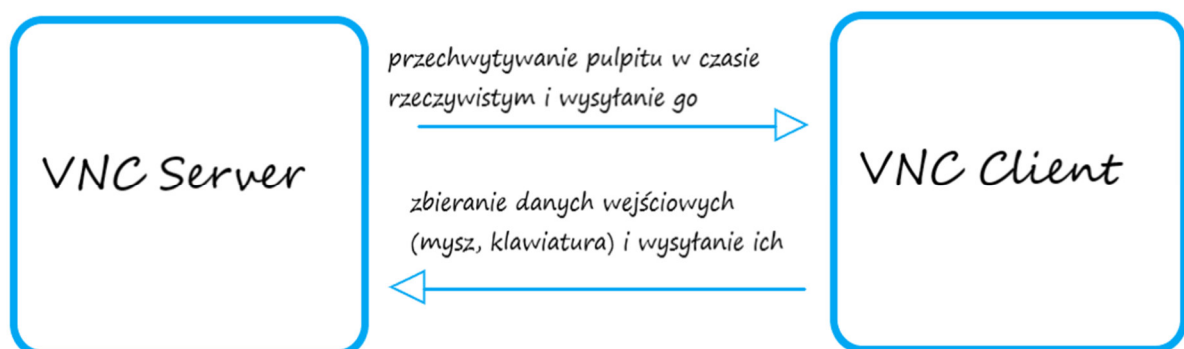 VNC Server
przechwytywanie pulpitu w czasie
rzeczywistym i wysyłanie go
zbieranie danych wejściowych
(mysz, klawiatura) i wysyłanie ich
VNC Client